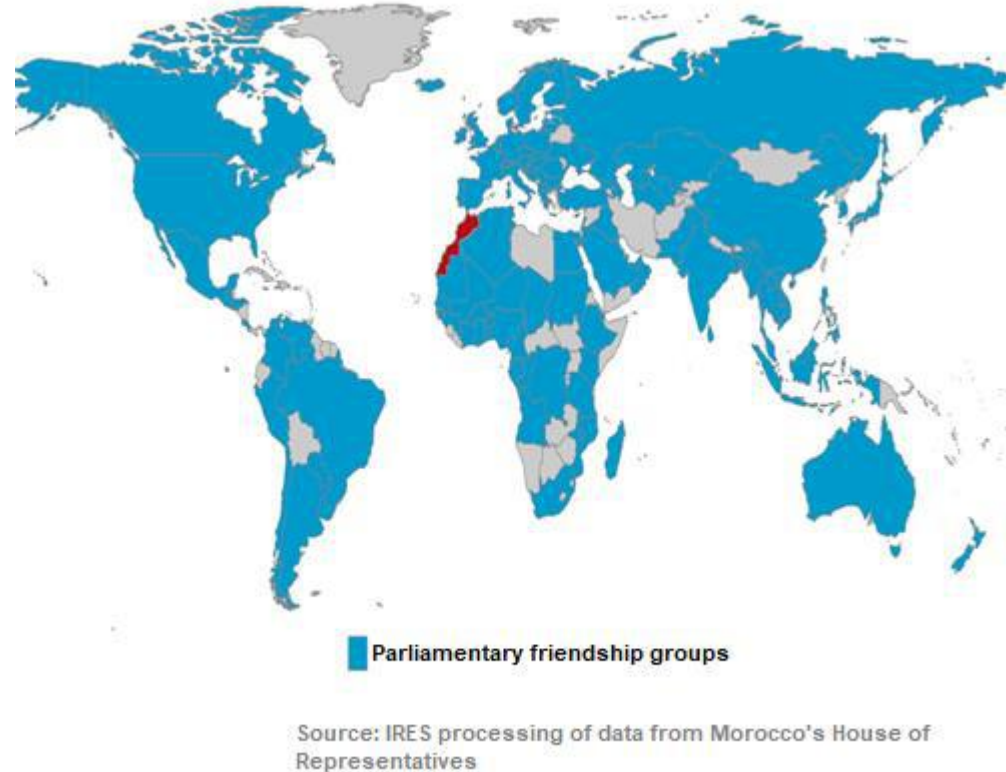 Parliamentary friendship groups
Source: IRES processing of data from Morocco's House of
Representatives